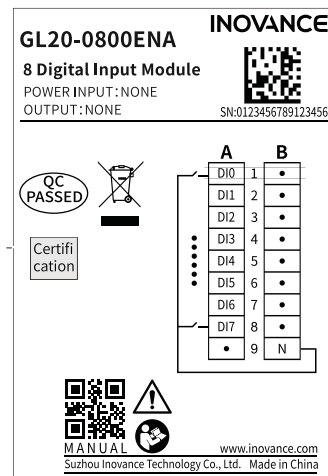 INOVANCE
GL20-0800ENA
8 Digital Input Module
POWER INPUT:NONE
OUTPUT:NONE
SN:0123456789123456
QC
PASSED
Certifi
cation
A B
DI0 1 •
DI1 2 •
DI2 3 •
DI3 4 •
DI4 5 •
DI5 6 •
DI6 7 •
DI7 8 •
• 9 N
MANUAL
www.inovance.com
Suzhou Inovance Technology Co., Ltd. Made in China